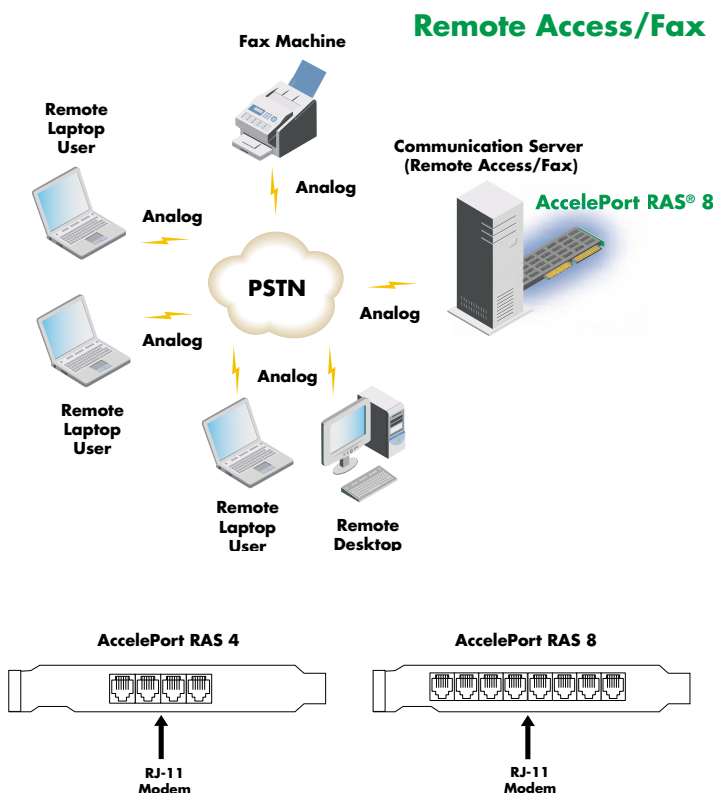 Remote Access/Fax
Fax Machine
Remote
Laptop
User
Communication Server
(Remote Access/Fax)
Analog
AccelePort RAS® 8
Analog
PSTN
Analog
Analog
Analog
Remote
Laptop
User
Remote
Laptop
User
Remote
Desktop
AccelePort RAS 4
AccelePort RAS 8
RJ-11
Modem
RJ-11
Modem